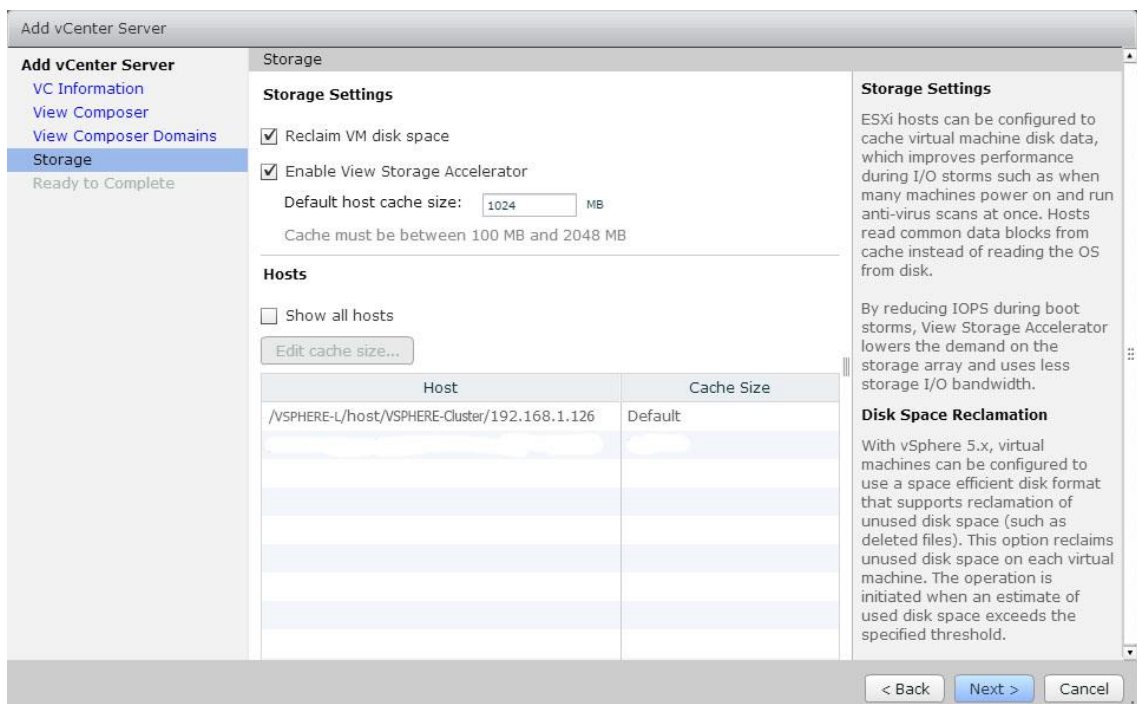 Add vCenter Server
Add vCenter Server
VC Information
View Composer
View Composer Domains
Storage
Ready to Complete
Storage
Storage Settings
Reclaim VM disk space
Enable View Storage Accelerator
Default host cache size: 1024 MB
Cache must be between 100 MB and 2048 MB
Hosts
Show all hosts
Edit cache size...
Host Cache Size
/VSPHERE-L/host/VSPHERE-Cluster/192.168.1.126 Default
Storage Settings
ESXi hosts can be configured to
cache virtual machine disk data,
which improves performance
during I/O storms such as when
many machines power on and run
anti-virus scans at once. Hosts
read common data blocks from
cache instead of reading the OS
from disk.
By reducing IOPS during boot
storms, View Storage Accelerator
lowers the demand on the
storage array and uses less
storage I/O bandwidth.
Disk Space Reclamation
With vSphere 5.x, virtual
machines can be configured to
use a space efficient disk format
that supports reclamation of
unused disk space (such as
deleted files). This option reclaims
unused disk space on each virtual
machine. The operation is
initiated when an estimate of
used disk space exceeds the
specified threshold.
< Back Next > Cancel